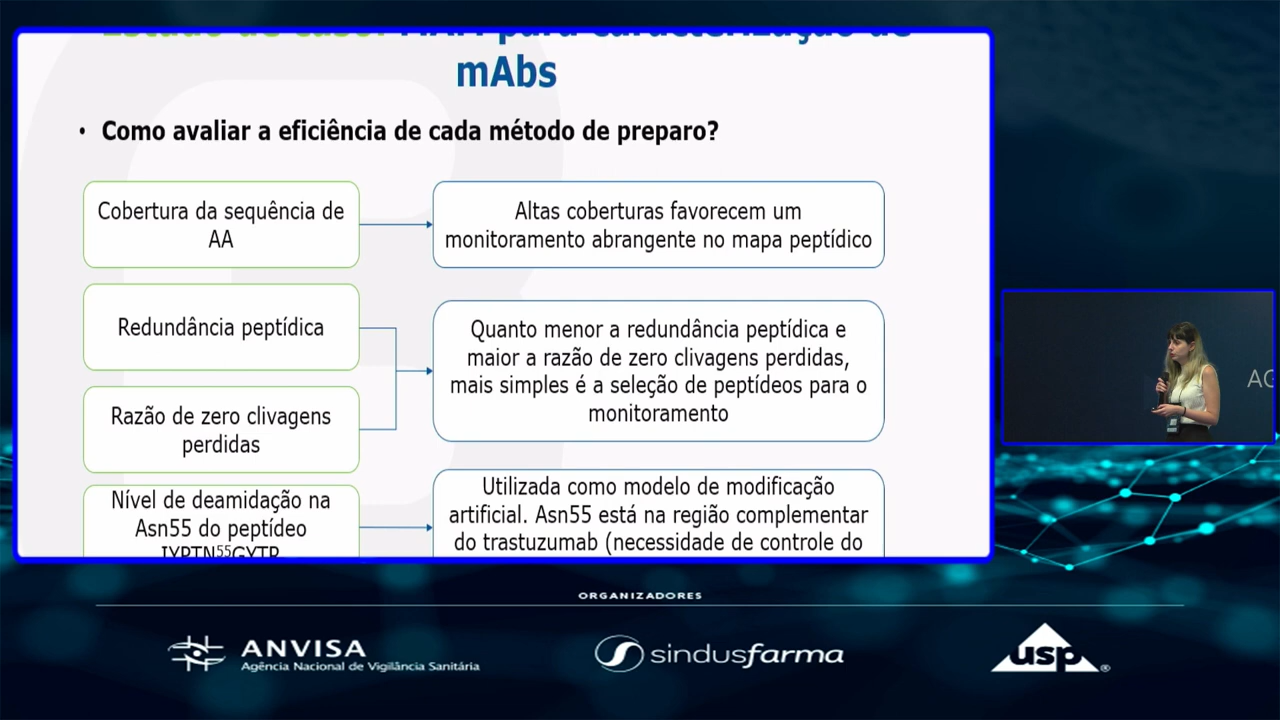 mAbs
• Como avaliar a eficiência de cada método de preparo?
Cobertura da sequência de
AA
Altas coberturas favorecem um
monitoramento abrangente no mapa peptídico
Redundância peptídica
Quanto menor a redundância peptídica e
maior a razão de zero clivagens perdidas,
mais simples é a seleção de peptídeos para o
monitoramento
Razão de zero clivagens
perdidas
Nível de deamidação na
Asn55 do peptídeo
IYPTN⁵⁵GYTR
Utilizada como modelo de modificação
artificial. Asn55 está na região complementar
do trastuzumab (necessidade de controle do
AG
ORGANIZADORES
ANVISA
Agência Nacional de Vigilância Sanitária
sindusfarma
usp®